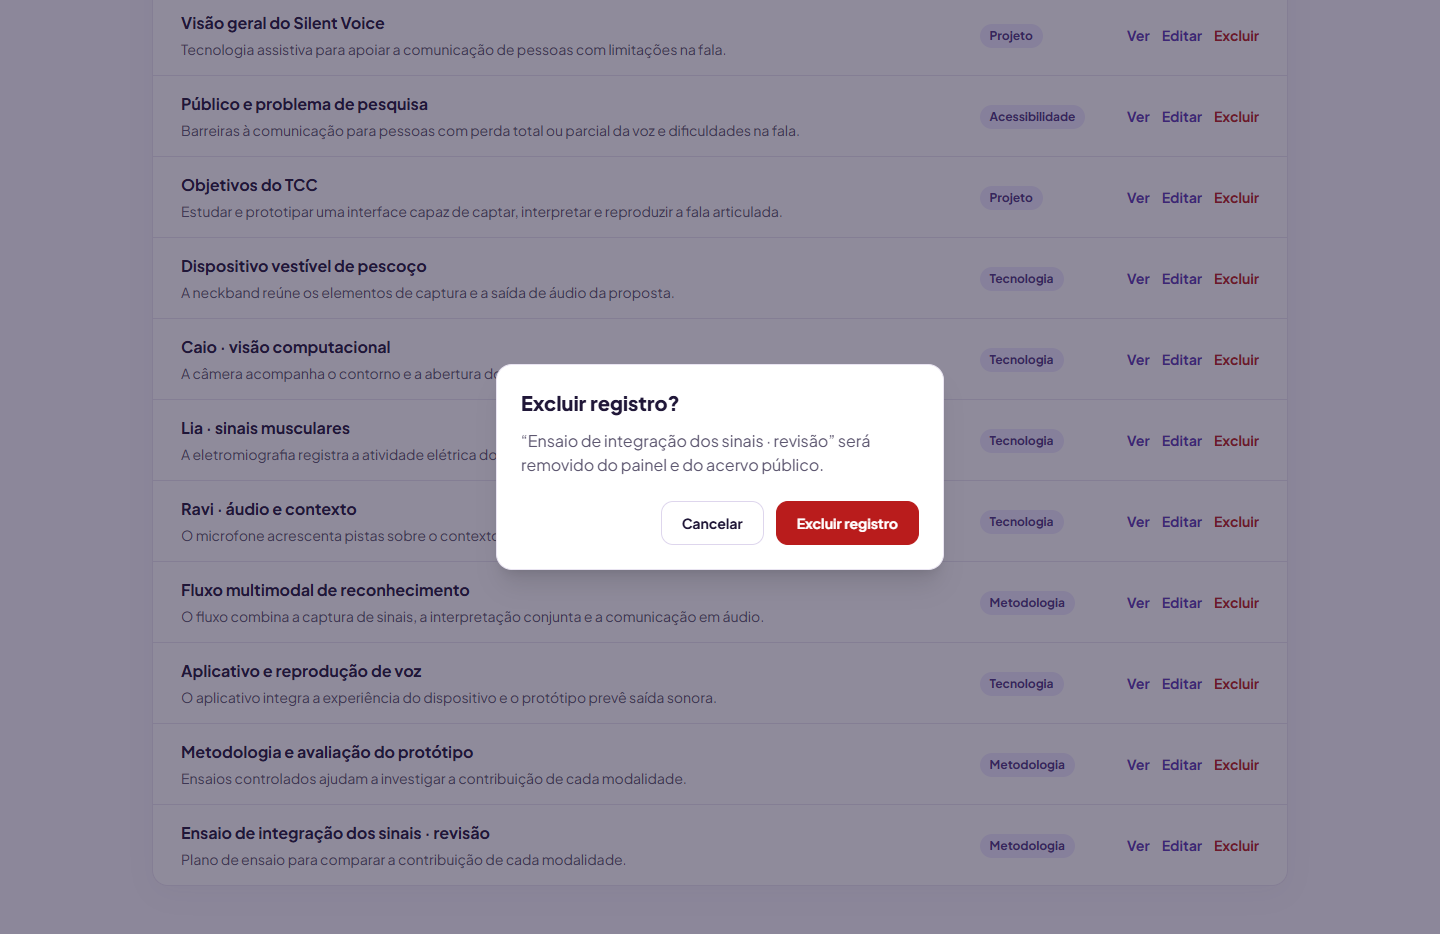 Visão geral do Silent Voice
Tecnologia assistiva para apoiar a comunicação de pessoas com limitações na fala.
Projeto
Ver Editar Excluir
Público e problema de pesquisa
Barreiras à comunicação para pessoas com perda total ou parcial da voz e dificuldades na fala.
Acessibilidade
Ver Editar Excluir
Objetivos do TCC
Estudar e prototipar uma interface capaz de captar, interpretar e reproduzir a fala articulada.
Projeto
Ver Editar Excluir
Dispositivo vestível de pescoço
A neckband reúne os elementos de captura e a saída de áudio da proposta.
Tecnologia
Ver Editar Excluir
Caio · visão computacional
A câmera acompanha o contorno e a abertura
Tecnologia
Ver Editar Excluir
Lia · sinais musculares
A eletromiografia registra a atividade elétrica
Tecnologia
Ver Editar Excluir
Ravi · áudio e contexto
O microfone acrescenta pistas sobre o contexto
Tecnologia
Ver Editar Excluir
Fluxo multimodal de reconhecimento
O fluxo combina a captura de sinais, a interpretação conjunta e a comunicação em áudio.
Metodologia
Ver Editar Excluir
Aplicativo e reprodução de voz
O aplicativo integra a experiência do dispositivo e o protótipo prevê saída sonora.
Tecnologia
Ver Editar Excluir
Metodologia e avaliação do protótipo
Ensaios controlados ajudam a investigar a contribuição de cada modalidade.
Metodologia
Ver Editar Excluir
Ensaio de integração dos sinais · revisão
Plano de ensaio para comparar a contribuição de cada modalidade.
Metodologia
Ver Editar Excluir
Excluir registro?
“Ensaio de integração dos sinais · revisão” será
removido do painel e do acervo público.
Cancelar
Excluir registro